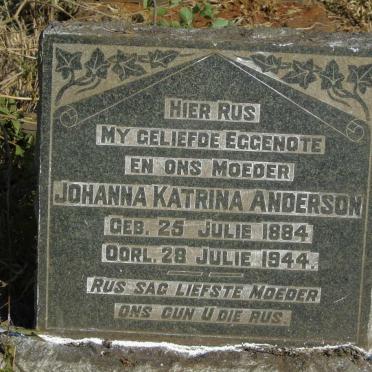 HIER RUS
MY GELIEFDE EGGENOTE
EN ONS MOEDER
JOHANNA KATRINA ANDERSON
GEB. 25 JULIE 1884
OORL. 28 JULIE 1944.
RUS SAG LIEFSTE MOEDER
ONS GUN U DIE RUS.